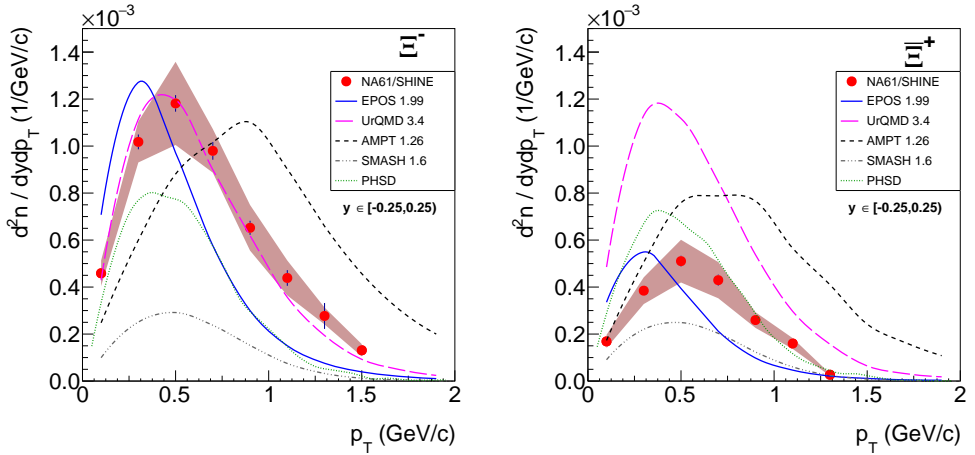 ×10⁻³
Ξ⁻
d²n / dydp_T (1/GeV/c)
1.4
1.2
1.0
0.8
0.6
0.4
0.2
0.0
NA61/SHINE
EPOS 1.99
UrQMD 3.4
AMPT 1.26
SMASH 1.6
PHSD
y ∈ [-0.25,0.25)
0 0.5 1 1.5 2
p_T (GeV/c)
×10⁻³
Ξ̅⁺
d²n / dydp_T (1/GeV/c)
1.4
1.2
1.0
0.8
0.6
0.4
0.2
0.0
NA61/SHINE
EPOS 1.99
UrQMD 3.4
AMPT 1.26
SMASH 1.6
PHSD
y ∈ [-0.25,0.25)
0 0.5 1 1.5 2
p_T (GeV/c)